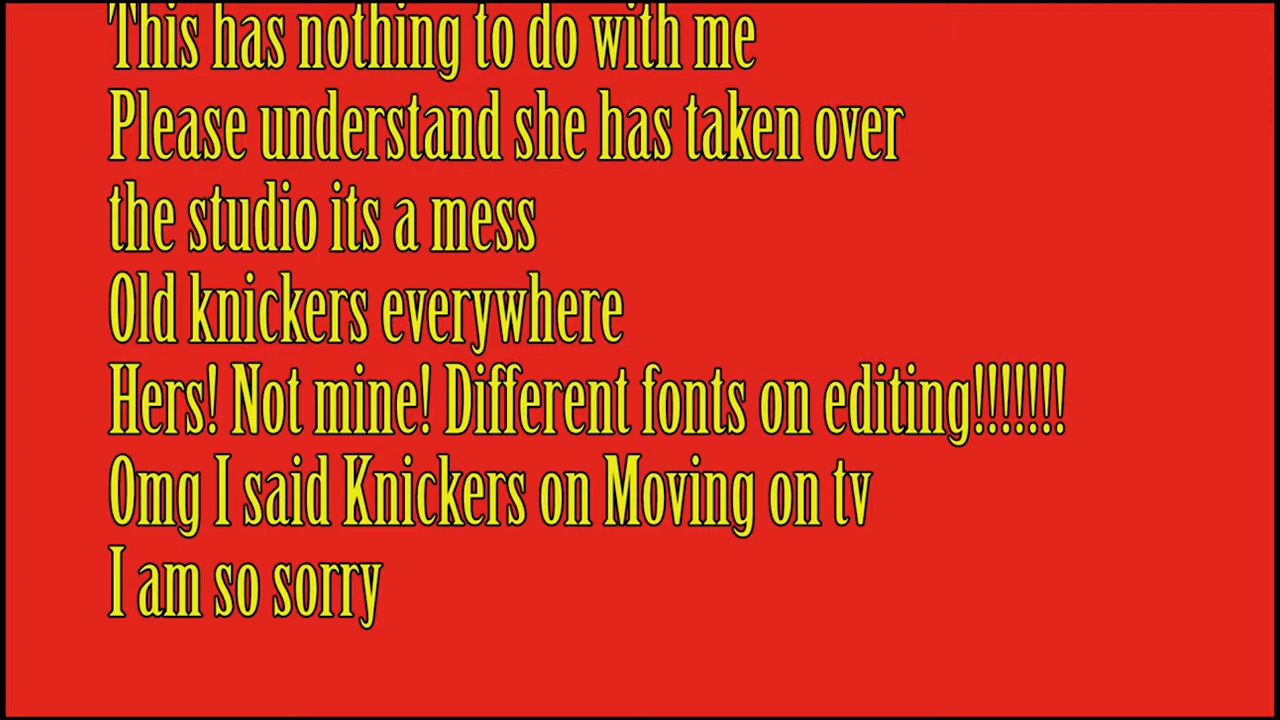 This has nothing to do with me
Please understand she has taken over
the studio its a mess
Old knickers everywhere
Hers! Not mine! Different fonts on editing!!!!!!!
Omg I said Knickers on Moving on tv
I am so sorry